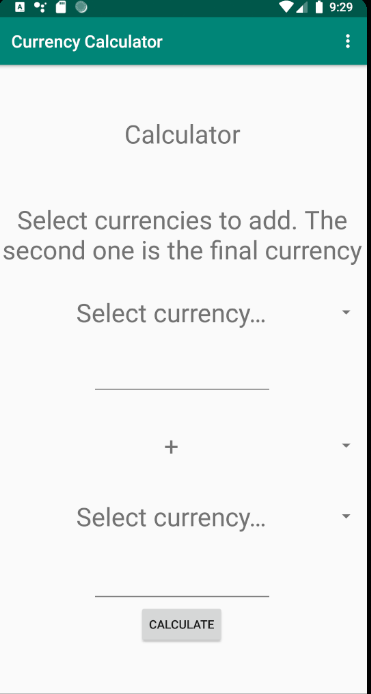 9:29
Currency Calculator
Calculator
Select currencies to add. The
second one is the final currency
Select currency...
+
Select currency...
CALCULATE